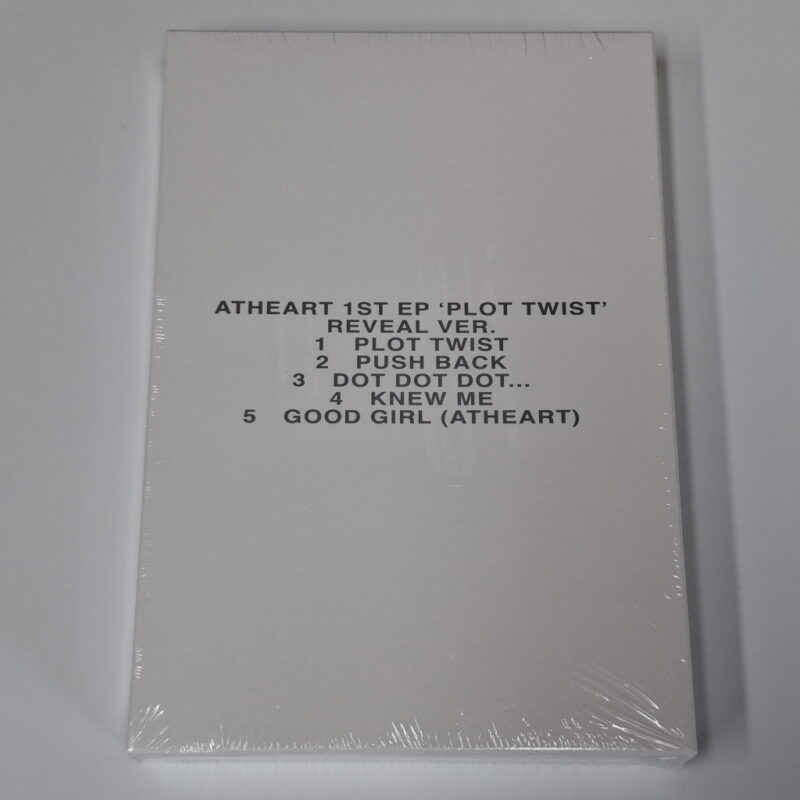 ATHEART 1ST EP ‘PLOT TWIST’
REVEAL VER.
1 PLOT TWIST
2 PUSH BACK
3 DOT DOT DOT...
4 KNEW ME
5 GOOD GIRL (ATHEART)